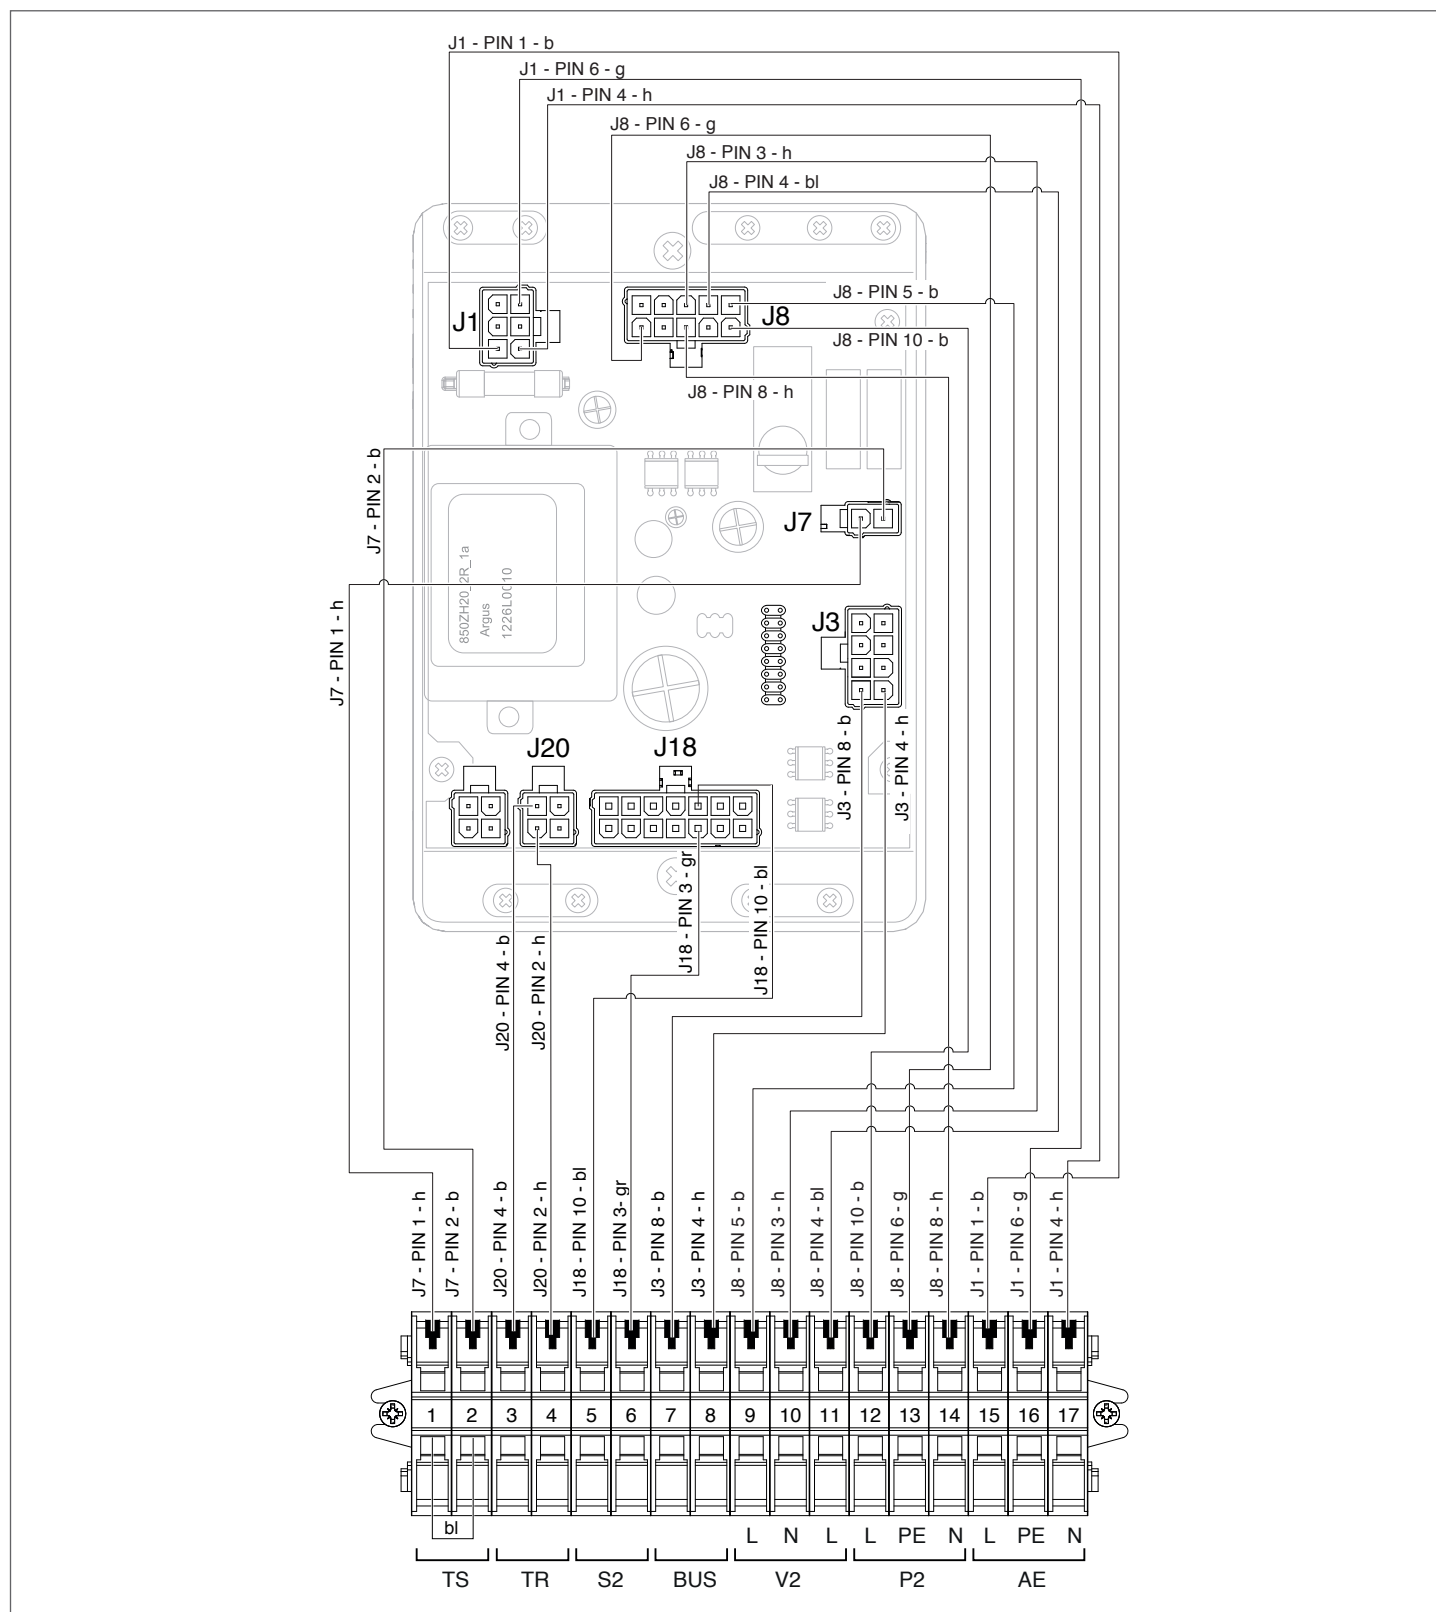 J1 - PIN 1 - b
J1 - PIN 6 - g
J1 - PIN 4 - h
J8 - PIN 6 - g
J8 - PIN 3 - h
J8 - PIN 4 - bl
J8 - PIN 5 - b
J1
J8
J8 - PIN 10 - b
J8 - PIN 8 - h
J7 - PIN 2 - b
J7
J7 - PIN 1 - h
850ZH20_2R_1a
Argus
1226L0010
J3
J3 - PIN 8 - b
J3 - PIN 4 - h
J20
J18
J18 - PIN 3 - gr
J18 - PIN 10 - bl
J20 - PIN 4 - b
J20 - PIN 2 - h
J7 - PIN 1 - h
J7 - PIN 2 - b
J20 - PIN 4 - b
J20 - PIN 2 - h
J18 - PIN 10 - bl
J18 - PIN 3- gr
J3 - PIN 8 - b
J3 - PIN 4 - h
J8 - PIN 5 - b
J8 - PIN 3 - h
J8 - PIN 4 - bl
J8 - PIN 10 - b
J8 - PIN 6 - g
J8 - PIN 8 - h
J1 - PIN 1 - b
J1 - PIN 6 - g
J1 - PIN 4 - h
1 2 3 4 5 6 7 8 9 10 11 12 13 14 15 16 17
bl
L N L L PE N L PE N
TS TR S2 BUS V2 P2 AE